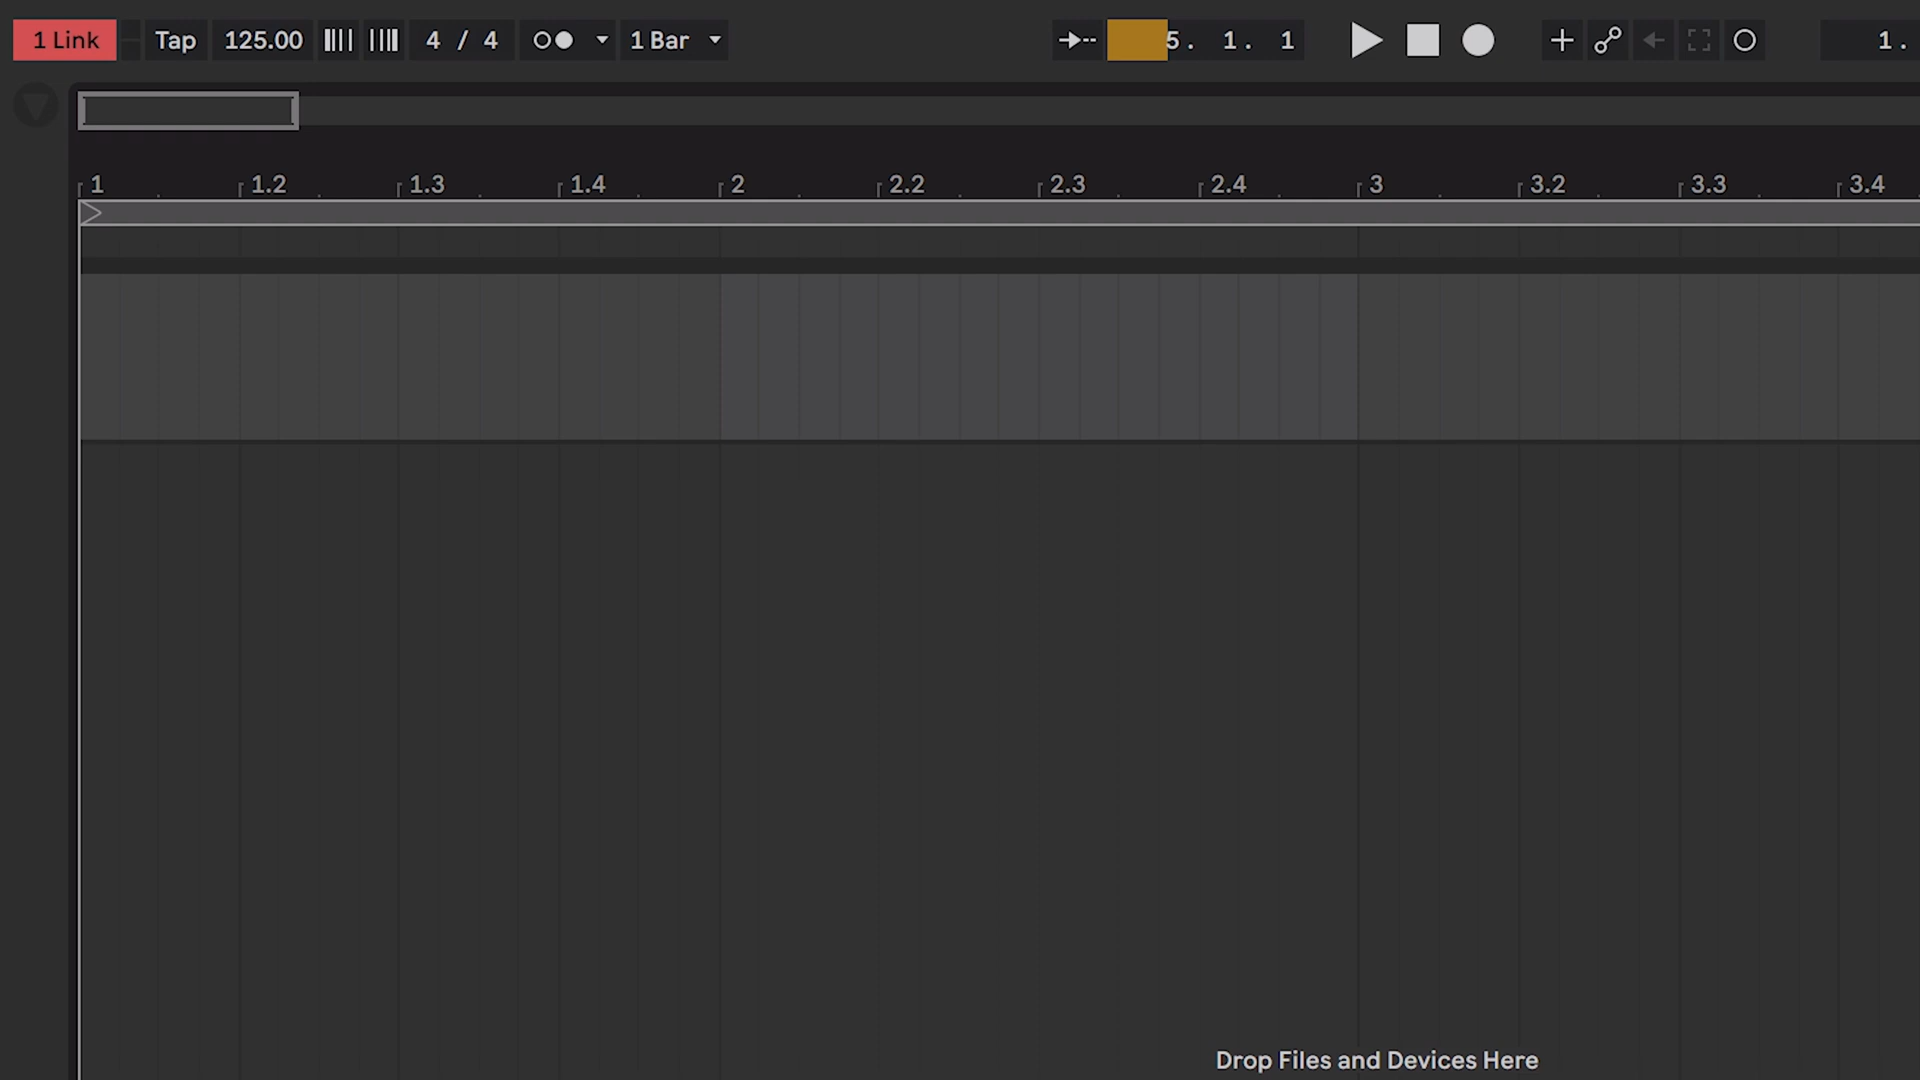 1 Link Tap 125.00 4 / 4 1 Bar 5. 1. 1 1.
1 1.2 1.3 1.4 2 2.2 2.3 2.4 3 3.2 3.3 3.4
Drop Files and Devices Here